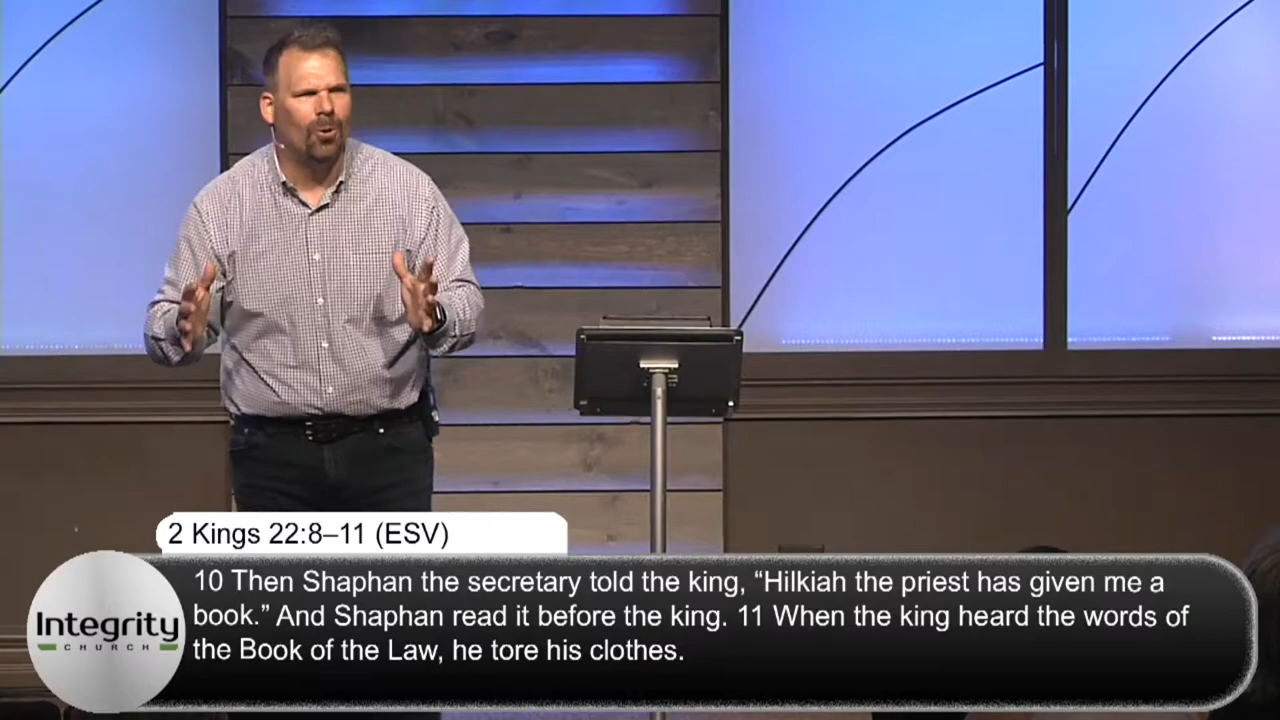 2 Kings 22:8–11 (ESV)
10 Then Shaphan the secretary told the king, “Hilkiah the priest has given me a
book.” And Shaphan read it before the king. 11 When the king heard the words of
the Book of the Law, he tore his clothes.
Integrity
CHURCH